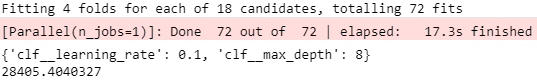 Fitting 4 folds for each of 18 candidates, totalling 72 fits
[Parallel(n_jobs=1)]: Done  72 out of  72 | elapsed:   17.3s finished
{'clf__learning_rate': 0.1, 'clf__max_depth': 8}
28405.4040327